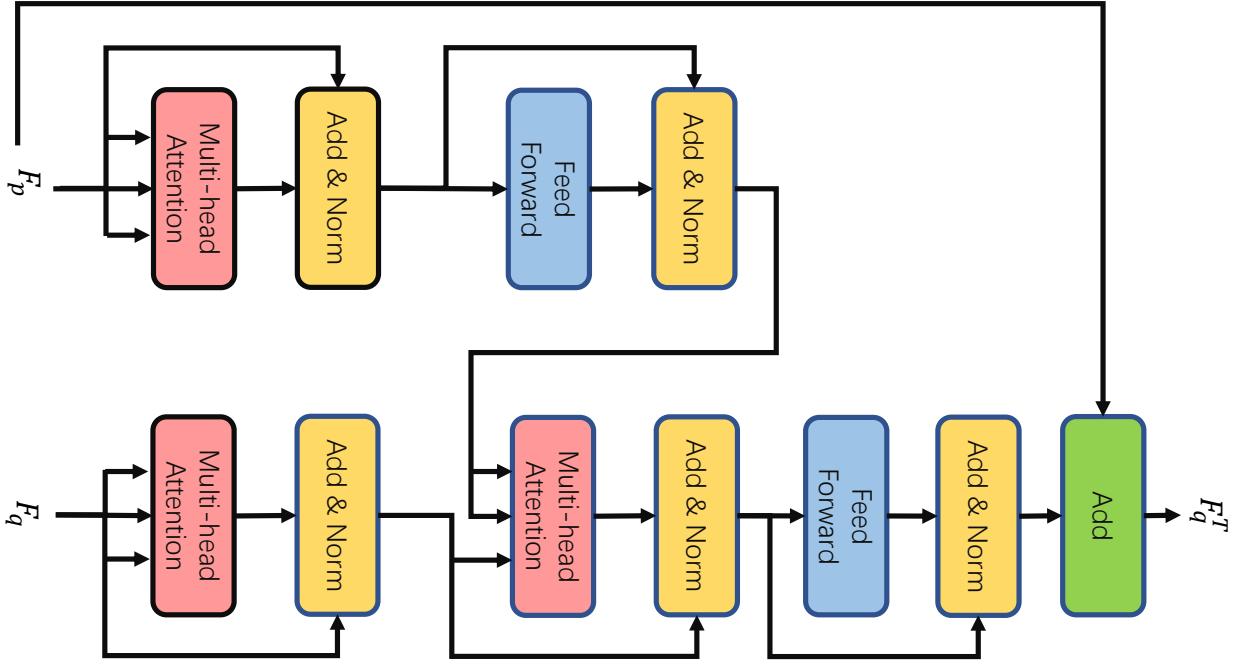 F_p
Multi-head
Attention
Add & Norm
Feed
Forward
Add & Norm
F_q
Multi-head
Attention
Add & Norm
Multi-head
Attention
Add & Norm
Feed
Forward
Add & Norm
Add
F_q^T